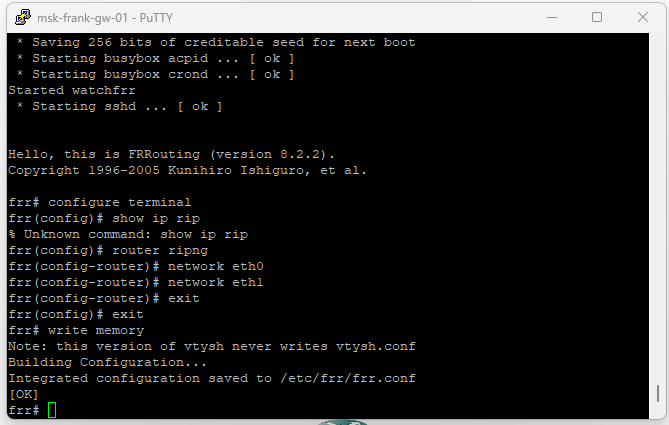 msk-frank-gw-01 - PuTTY
* Saving 256 bits of creditable seed for next boot
* Starting busybox acpid ... [ ok ]
* Starting busybox crond ... [ ok ]
Started watchfrr
* Starting sshd ... [ ok ]
Hello, this is FRRouting (version 8.2.2).
Copyright 1996-2005 Kunihiro Ishiguro, et al.
frr# configure terminal
frr(config)# show ip rip
% Unknown command: show ip rip
frr(config)# router ripng
frr(config-router)# network eth0
frr(config-router)# network eth1
frr(config-router)# exit
frr(config)# exit
frr# write memory
Note: this version of vtysh never writes vtysh.conf
Building Configuration...
Integrated configuration saved to /etc/frr/frr.conf
[OK]
frr#